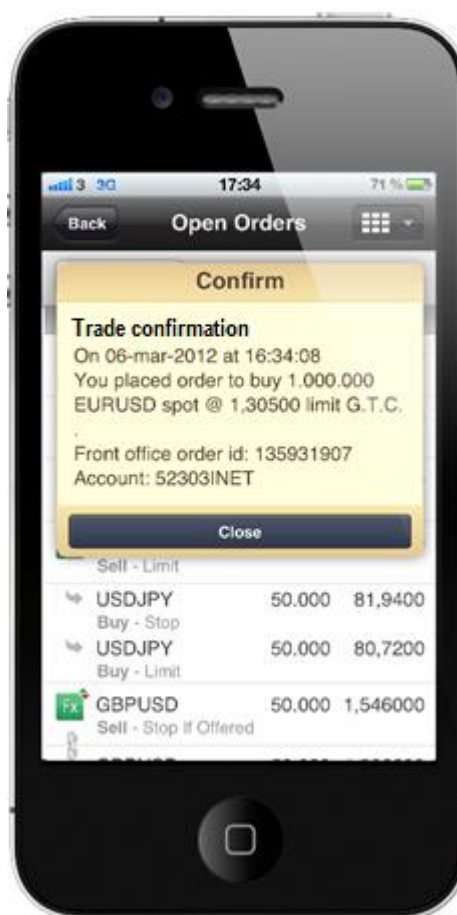 3 3G 17:34 71 %
Back Open Orders
Confirm
Trade confirmation
On 06-mar-2012 at 16:34:08
You placed order to buy 1.000.000
EURUSD spot @ 1,30500 limit G.T.C.
.
Front office order id: 135931907
Account: 52303INET
Close
Sell - Limit
USDJPY 50.000 81,9400
Buy - Stop
USDJPY 50.000 80,7200
Buy - Limit
Fx GBPUSD 50.000 1,546000
Sell - Stop If Offered